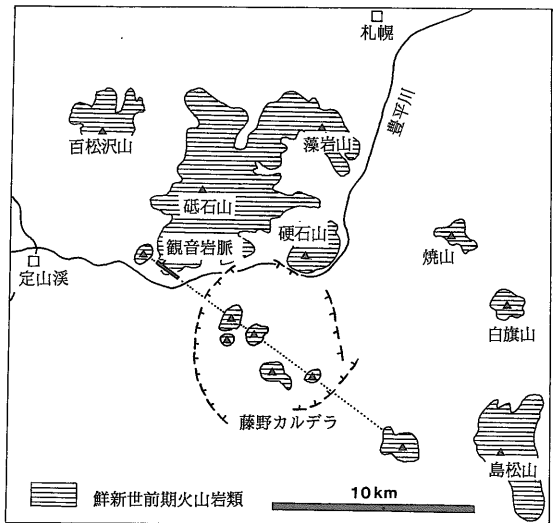 札幌
豊平川
百松沢山
藻岩山
砥石山
硬石山
観音岩脈
定山渓
焼山
白旗山
藤野カルデラ
島松山
鮮新世前期火山岩類
10km